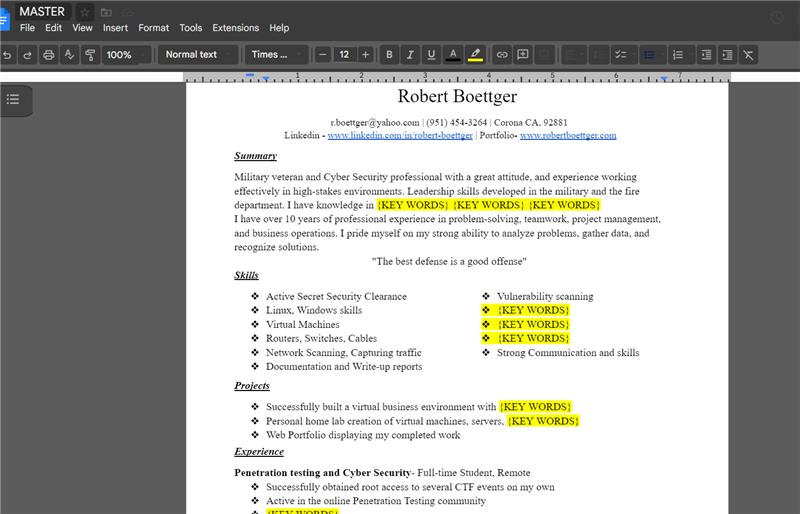 MASTER
File Edit View Insert Format Tools Extensions Help
100% Normal text Times ... 12 B I U A
1 2 3 4 5 6 7
Robert Boettger
r.boettger@yahoo.com | (951) 454-3264 | Corona CA, 92881
Linkedin - www.linkedin.com/in/robert-boettger | Portfolio- www.robertboettger.com
Summary
Military veteran and Cyber Security professional with a great attitude, and experience working
effectively in high-stakes environments. Leadership skills developed in the military and the fire
department. I have knowledge in {KEY WORDS} {KEY WORDS} {KEY WORDS}
I have over 10 years of professional experience in problem-solving, teamwork, project management,
and business operations. I pride myself on my strong ability to analyze problems, gather data, and
recognize solutions.
"The best defense is a good offense"
Skills
❖ Active Secret Security Clearance
❖ Linux, Windows skills
❖ Virtual Machines
❖ Routers, Switches, Cables
❖ Network Scanning, Capturing traffic
❖ Documentation and Write-up reports
❖ Vulnerability scanning
❖ {KEY WORDS}
❖ {KEY WORDS}
❖ {KEY WORDS}
❖ Strong Communication and skills
Projects
❖ Successfully built a virtual business environment with {KEY WORDS}
❖ Personal home lab creation of virtual machines, servers, {KEY WORDS}
❖ Web Portfolio displaying my completed work
Experience
Penetration testing and Cyber Security- Full-time Student, Remote
❖ Successfully obtained root access to several CTF events on my own
❖ Active in the online Penetration Testing community
❖ {KEY WORDS}